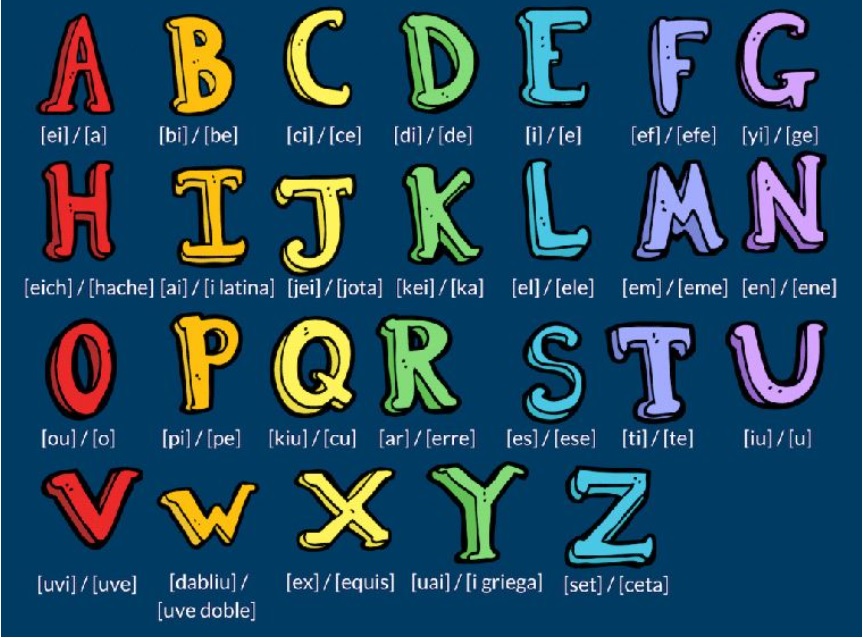 A B C D E F G
[ei] / [a] [bi] / [be] [ci] / [ce] [di] / [de] [i] / [e] [ef] / [efe] [yi] / [ge]
H I J K L M N
[eich] / [hache] [ai] / [i latina] [jei] / [jota] [kei] / [ka] [el] / [ele] [em] / [eme] [en] / [ene]
O P Q R S T U
[ou] / [o] [pi] / [pe] [kiu] / [cu] [ar] / [erre] [es] / [ese] [ti] / [te] [iu] / [u]
V W X Y Z
[uvi] / [uve] [dabliu] / [ex] / [equis] [uai] / [i griega] [set] / [ceta]
[uve doble]